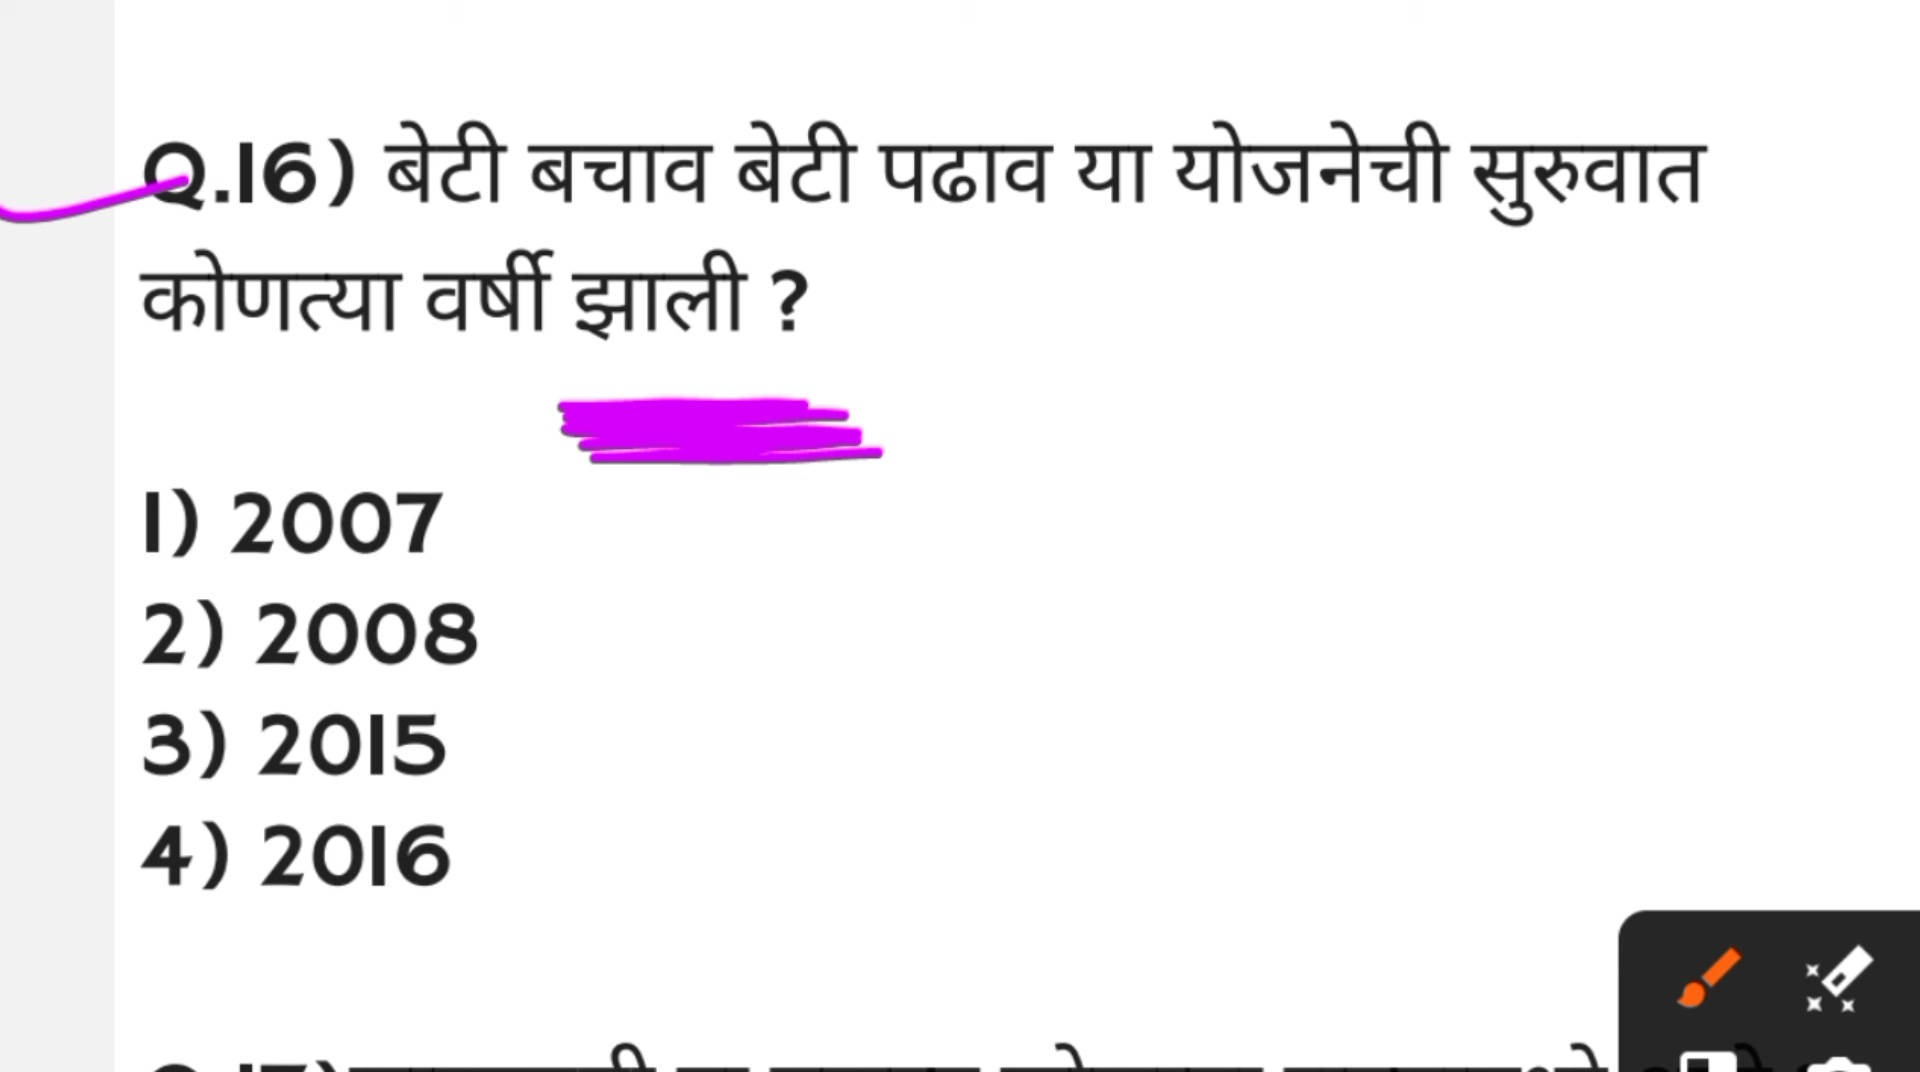 Q.16) बेटी बचाव बेटी पढाव या योजनेची सुरुवात
कोणत्या वर्षी झाली ?
1) 2007
2) 2008
3) 2015
4) 2016